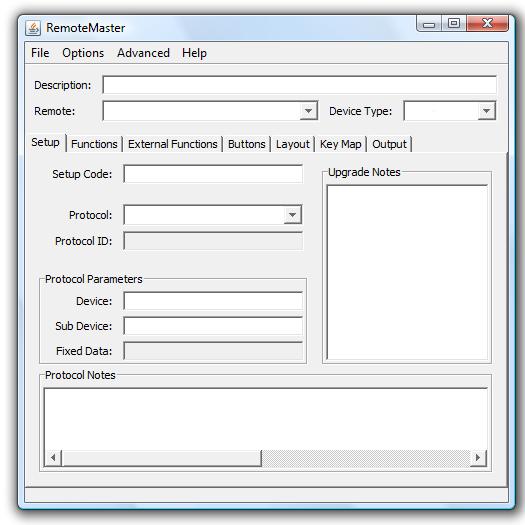 RemoteMaster
File Options Advanced Help
Description:
Remote: Device Type:
Setup Functions External Functions Buttons Layout Key Map Output
Setup Code: Upgrade Notes
Protocol:
Protocol ID:
Protocol Parameters
Device:
Sub Device:
Fixed Data:
Protocol Notes